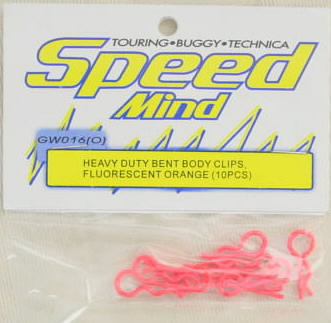 TOURING•BUGGY•TECHNICA
Speed
Mind
GW016(O)
HEAVY DUTY BENT BODY CLIPS,
FLUORESCENT ORANGE (10PCS)